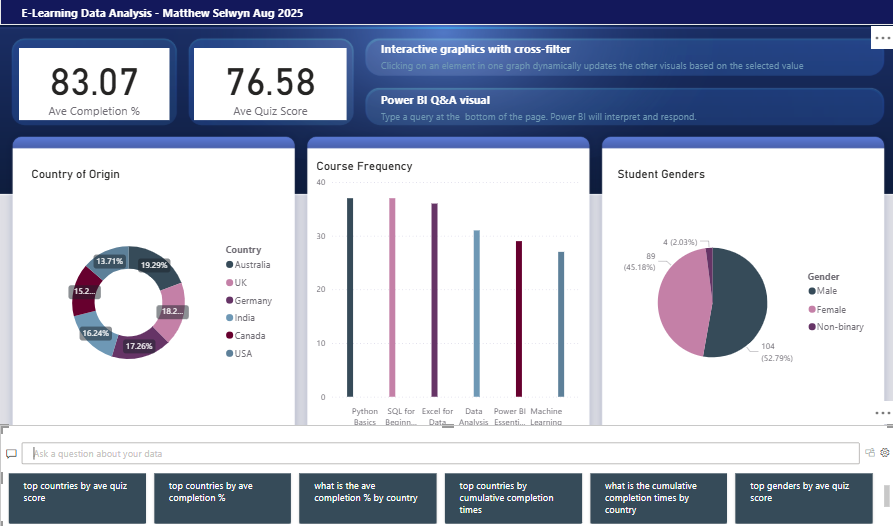 E-Learning Data Analysis - Matthew Selwyn Aug 2025
83.07
Ave Completion %
76.58
Ave Quiz Score
Interactive graphics with cross-filter
Clicking on an element in one graph dynamically updates the other visuals based on the selected value
Power BI Q&A visual
Type a query at the bottom of the page. Power BI will interpret and respond.
Country of Origin
13.71%
19.29%
15.2...
18.2...
16.24%
17.26%
Country
Australia
UK
Germany
India
Canada
USA
Course Frequency
40
30
20
10
0
Python
Basics
SQL for
Beginn...
Excel for
Data
Data
Analysis
Power BI
Essenti...
Machine
Learning
Student Genders
4 (2.03%)
89
(45.18%)
104
(52.79%)
Gender
Male
Female
Non-binary
Ask a question about your data
top countries by ave quiz
score
top countries by ave
completion %
what is the ave
completion % by country
top countries by
cumulative completion
times
what is the cumulative
completion times by
country
top genders by ave quiz
score